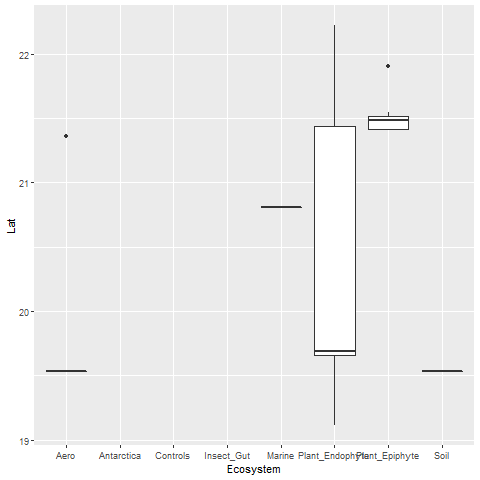 22
21
20
19
Lat
Aero Antarctica Controls Insect_Gut Marine Plant_Endophyte Plant_Epiphyte Soil
Ecosystem